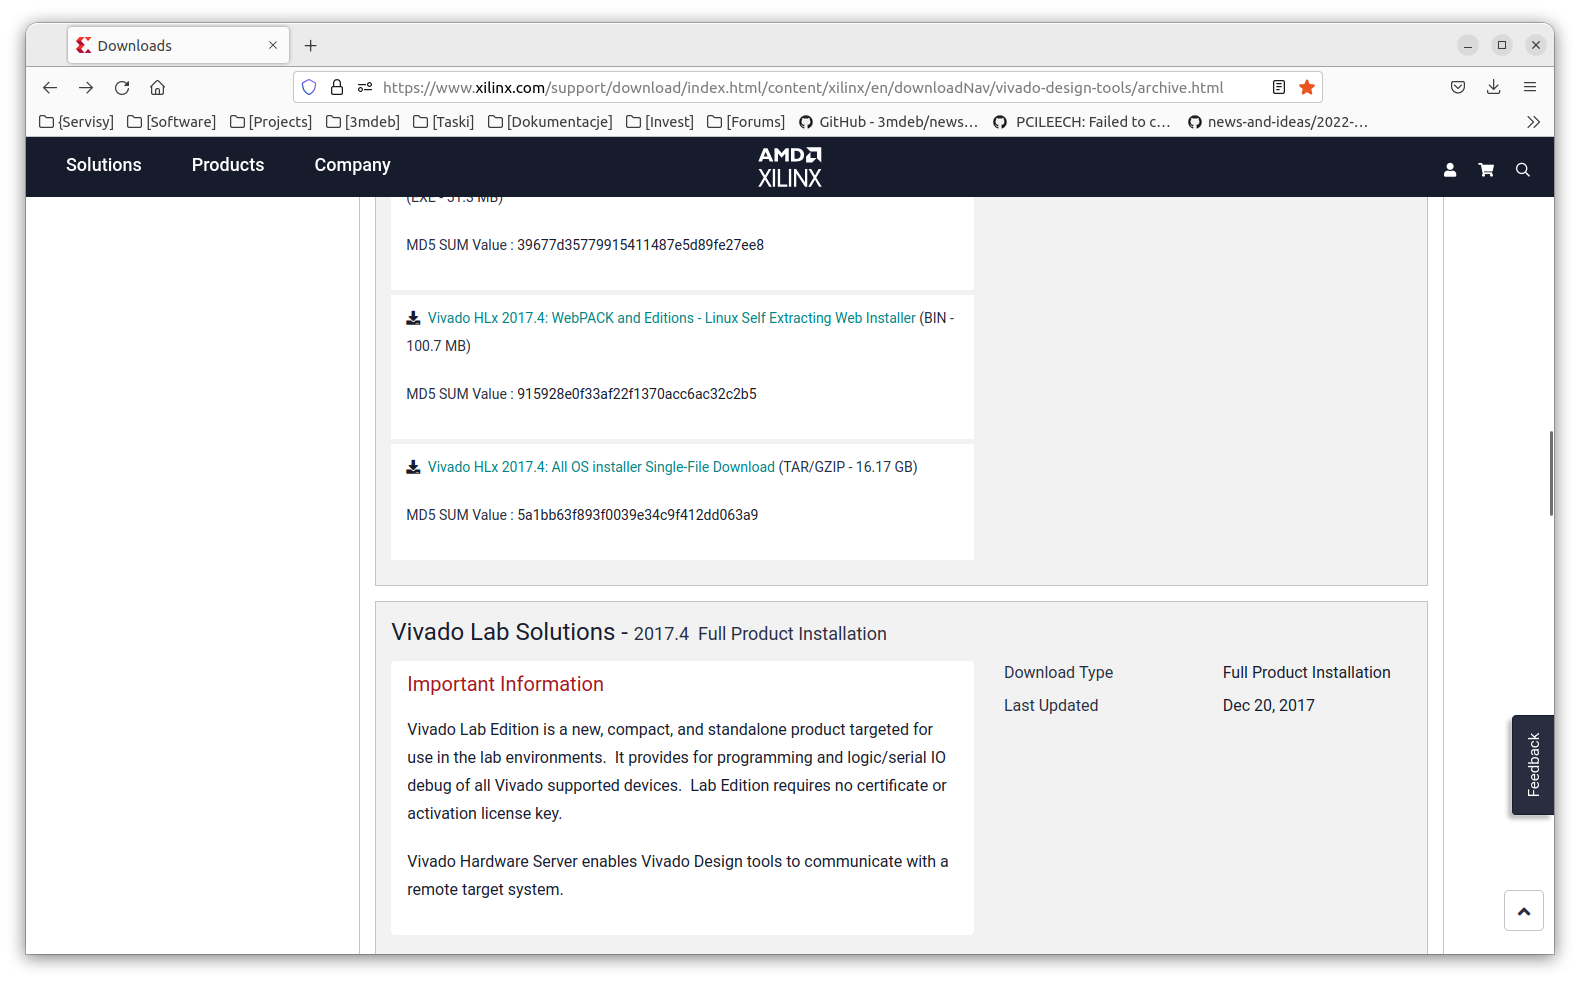 Downloads
https://www.xilinx.com/support/download/index.html/content/xilinx/en/downloadNav/vivado-design-tools/archive.html
{Servisy] [Software] [Projects] [3mdeb] [Taski] [Dokumentacje] [Invest] [Forums] GitHub - 3mdeb/news… PCILEECH: Failed to c… news-and-ideas/2022-…
Solutions Products Company AMD XILINX
(EXE - 51.3 MB)
MD5 SUM Value : 39677d35779915411487e5d89fe27ee8
Vivado HLx 2017.4: WebPACK and Editions - Linux Self Extracting Web Installer (BIN -
100.7 MB)
MD5 SUM Value : 915928e0f33af22f1370acc6ac32c2b5
Vivado HLx 2017.4: All OS installer Single-File Download (TAR/GZIP - 16.17 GB)
MD5 SUM Value : 5a1bb63f893f0039e34c9f412dd063a9
Vivado Lab Solutions - 2017.4 Full Product Installation
Important Information
Vivado Lab Edition is a new, compact, and standalone product targeted for
use in the lab environments. It provides for programming and logic/serial IO
debug of all Vivado supported devices. Lab Edition requires no certificate or
activation license key.
Vivado Hardware Server enables Vivado Design tools to communicate with a
remote target system.
Download Type Full Product Installation
Last Updated Dec 20, 2017
Feedback